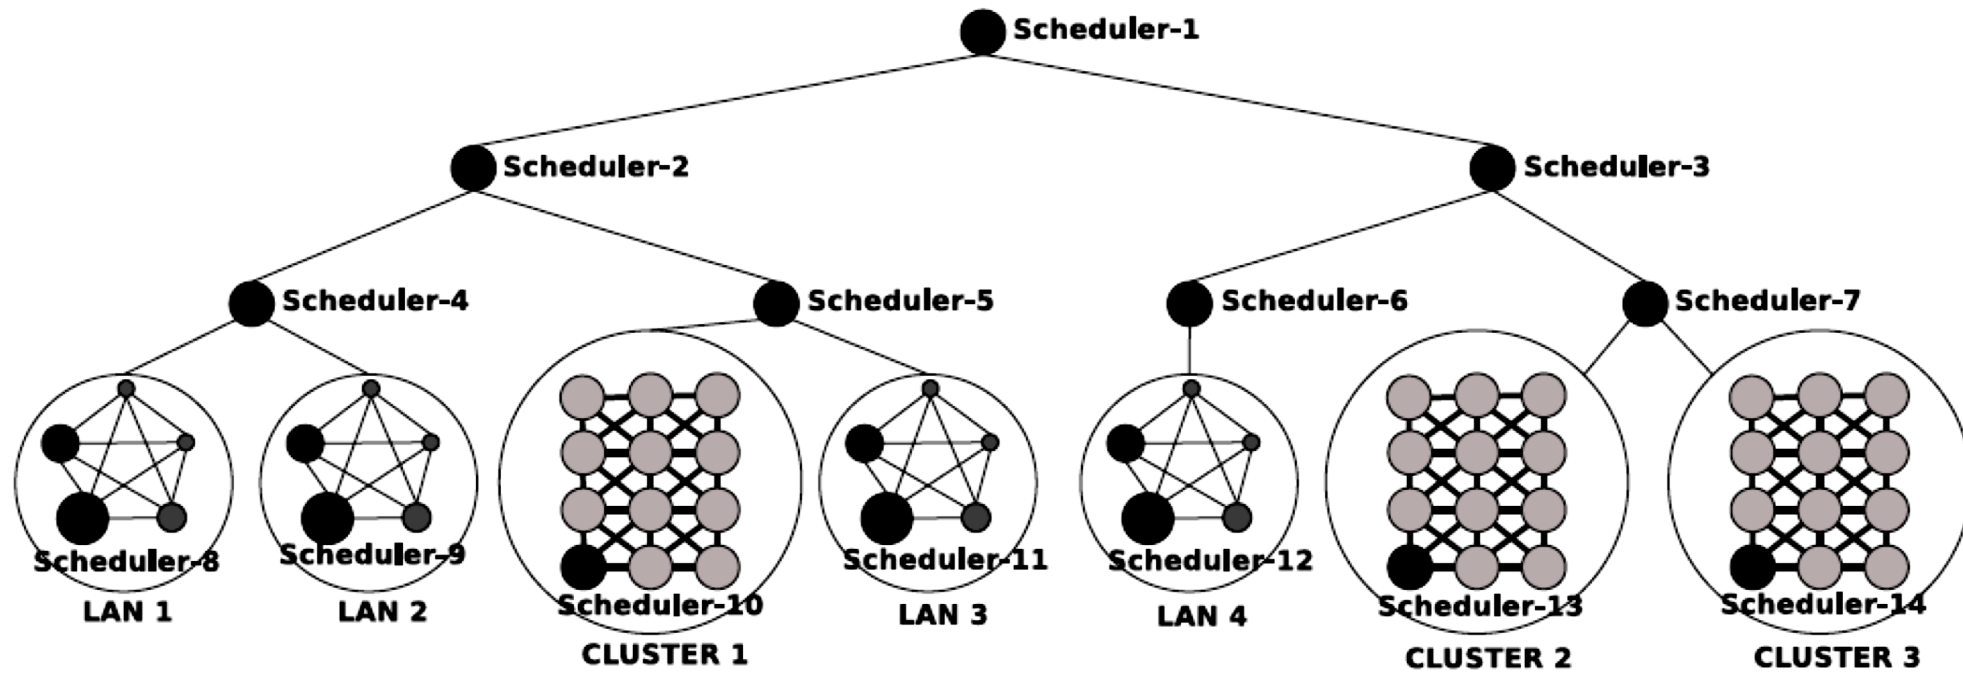 Scheduler-1
Scheduler-2
Scheduler-3
Scheduler-4
Scheduler-5
Scheduler-6
Scheduler-7
Scheduler-8
Scheduler-9
Scheduler-10
Scheduler-11
Scheduler-12
Scheduler-13
Scheduler-14
LAN 1
LAN 2
CLUSTER 1
LAN 3
LAN 4
CLUSTER 2
CLUSTER 3